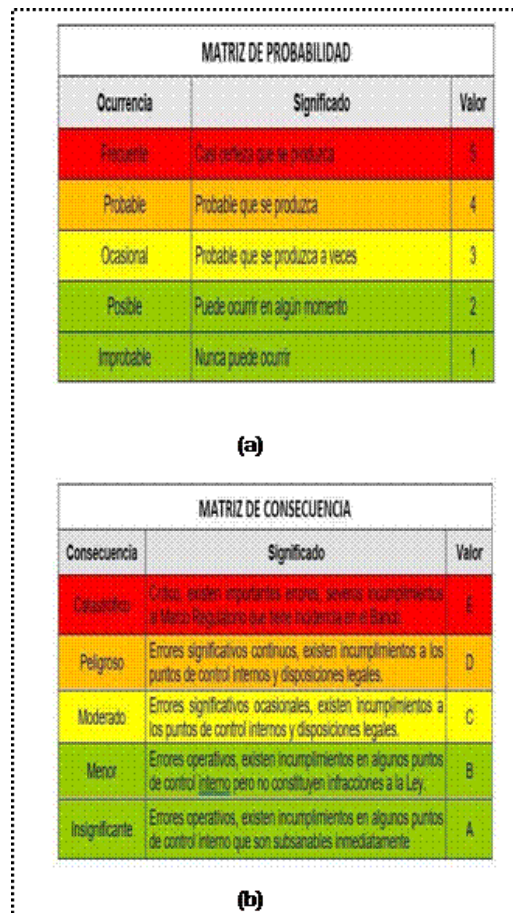 MATRIZ DE PROBABILIDAD
Ocurrencia Significado Valor
Frecuente Casi certeza que se produzca 5
Probable Probable que se produzca 4
Ocasional Probable que se produzca a veces 3
Posible Puede ocurrir en algún momento 2
Improbable Nunca puede ocurrir 1
(a)
MATRIZ DE CONSECUENCIA
Consecuencia Significado Valor
Catastrófico Crítico, existen importantes errores, severos incumplimientos
al Marco Regulatorio que tiene incidencia en el Banco. E
Peligroso Errores significativos continuos, existen incumplimientos a los
puntos de control internos y disposiciones legales. D
Moderado Errores significativos ocasionales, existen incumplimientos a
los puntos de control internos y disposiciones legales. C
Menor Errores operativos, existen incumplimientos en algunos puntos
de control interno pero no constituyen infracciones a la Ley. B
Insignificante Errores operativos, existen incumplimientos en algunos puntos
de control interno que son subsanables inmediatamente A
(b)